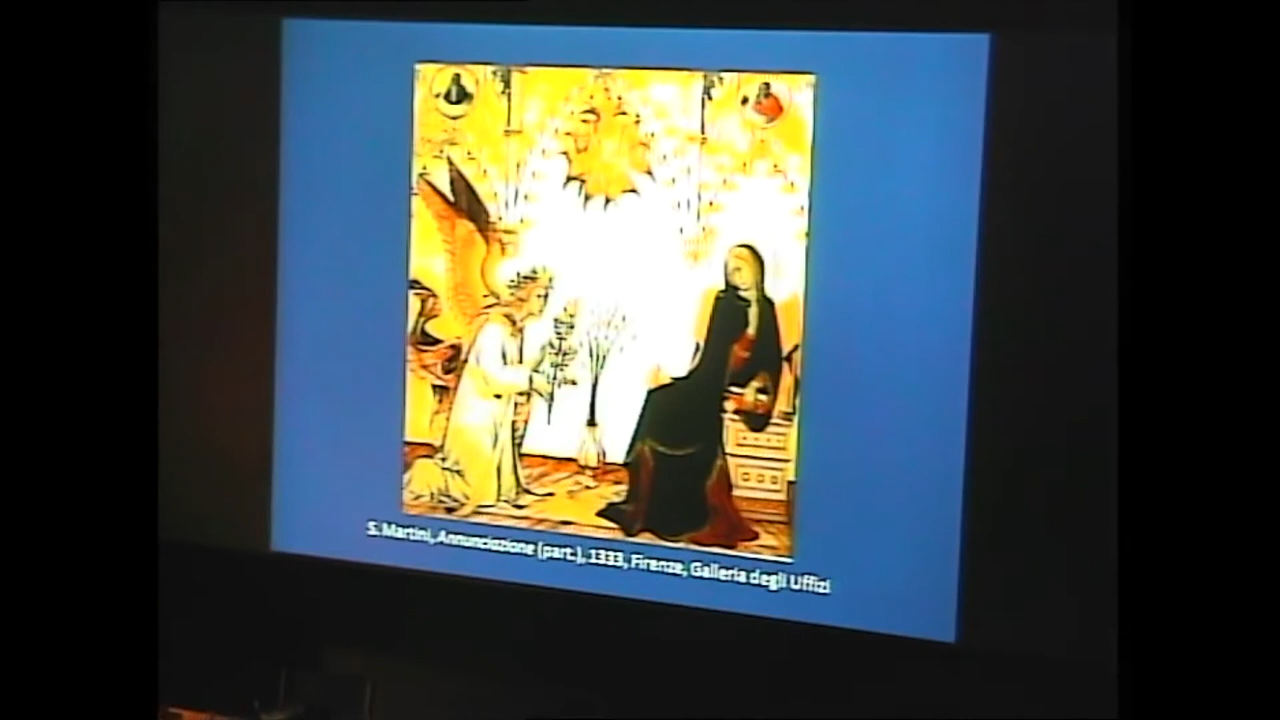 S. Martini, Annunciazione (part.), 1333, Firenze, Galleria degli Uffizi